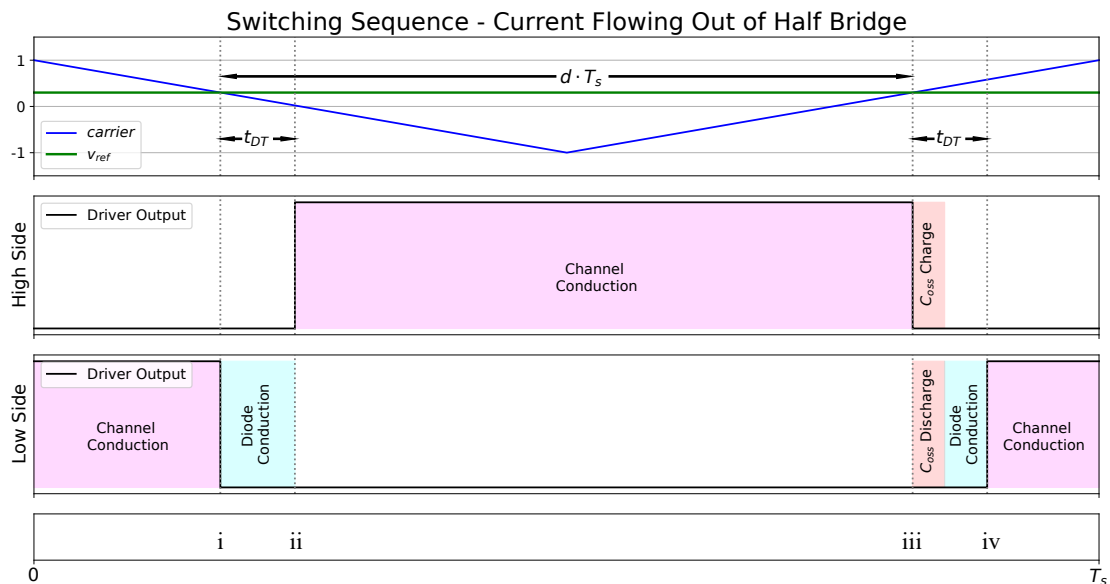 Switching Sequence - Current Flowing Out of Half Bridge
1
0
-1
d · T_s
t_DT
t_DT
carrier
v_ref
High Side
Driver Output
Channel
Conduction
C_oss Charge
Low Side
Driver Output
Channel
Conduction
Diode
Conduction
C_oss Discharge
Diode
Conduction
Channel
Conduction
i
ii
iii
iv
0
T_s